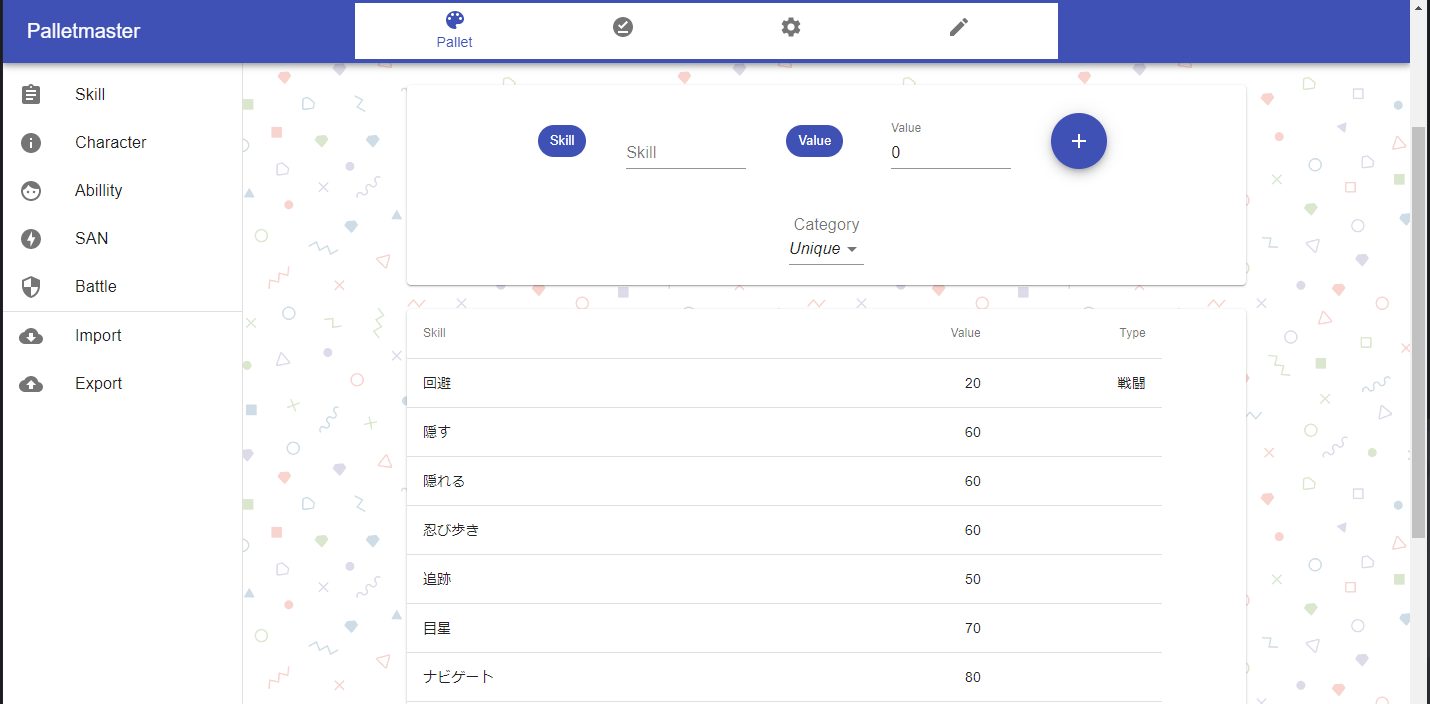 Palletmaster
Pallet
Skill
Character
Abillity
SAN
Battle
Import
Export
Skill
Skill
Value
Value
0
Category
Unique
Skill Value Type
回避 20 戦闘
隠す 60
隠れる 60
忍び歩き 60
追跡 50
目星 70
ナビゲート 80